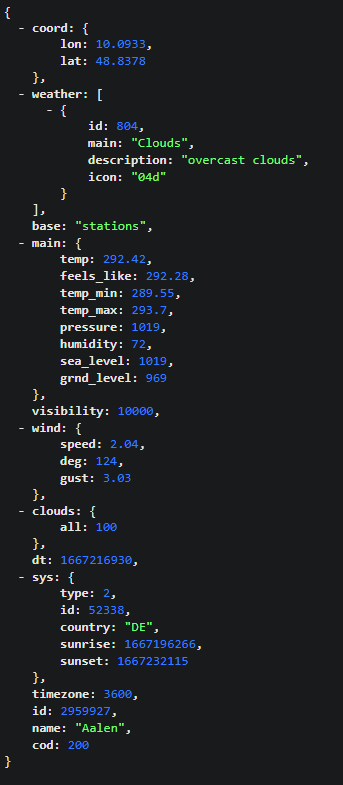 {
- coord: {
lon: 10.0933,
lat: 48.8378
},
- weather: [
- {
id: 804,
main: "Clouds",
description: "overcast clouds",
icon: "04d"
}
],
base: "stations",
- main: {
temp: 292.42,
feels_like: 292.28,
temp_min: 289.55,
temp_max: 293.7,
pressure: 1019,
humidity: 72,
sea_level: 1019,
grnd_level: 969
},
visibility: 10000,
- wind: {
speed: 2.04,
deg: 124,
gust: 3.03
},
- clouds: {
all: 100
},
dt: 1667216930,
- sys: {
type: 2,
id: 52338,
country: "DE",
sunrise: 1667196266,
sunset: 1667232115
},
timezone: 3600,
id: 2959927,
name: "Aalen",
cod: 200
}